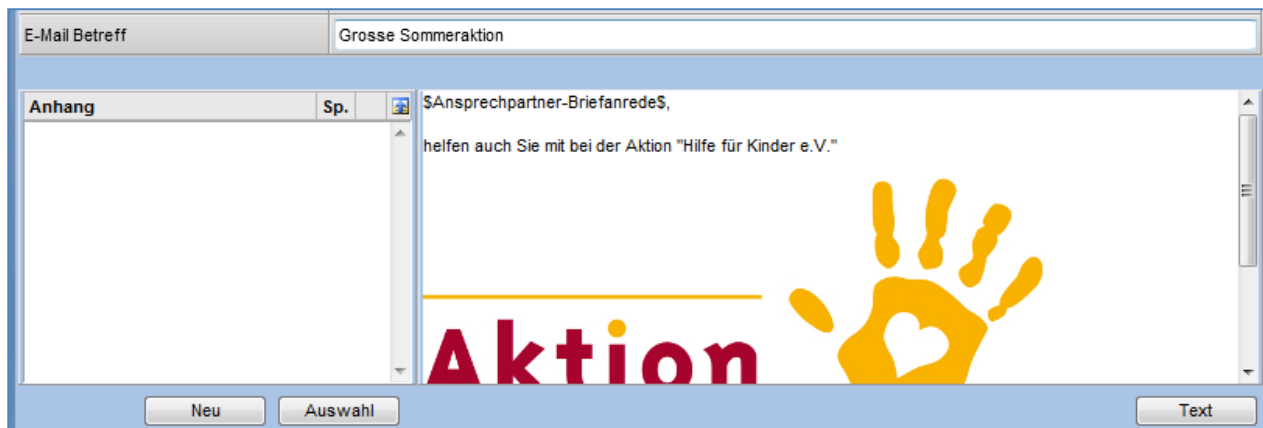 E-Mail Betreff
Grosse Sommeraktion
Anhang Sp.
$Ansprechpartner-Briefanrede$,
helfen auch Sie mit bei der Aktion "Hilfe für Kinder e.V."
Aktion
Neu Auswahl Text